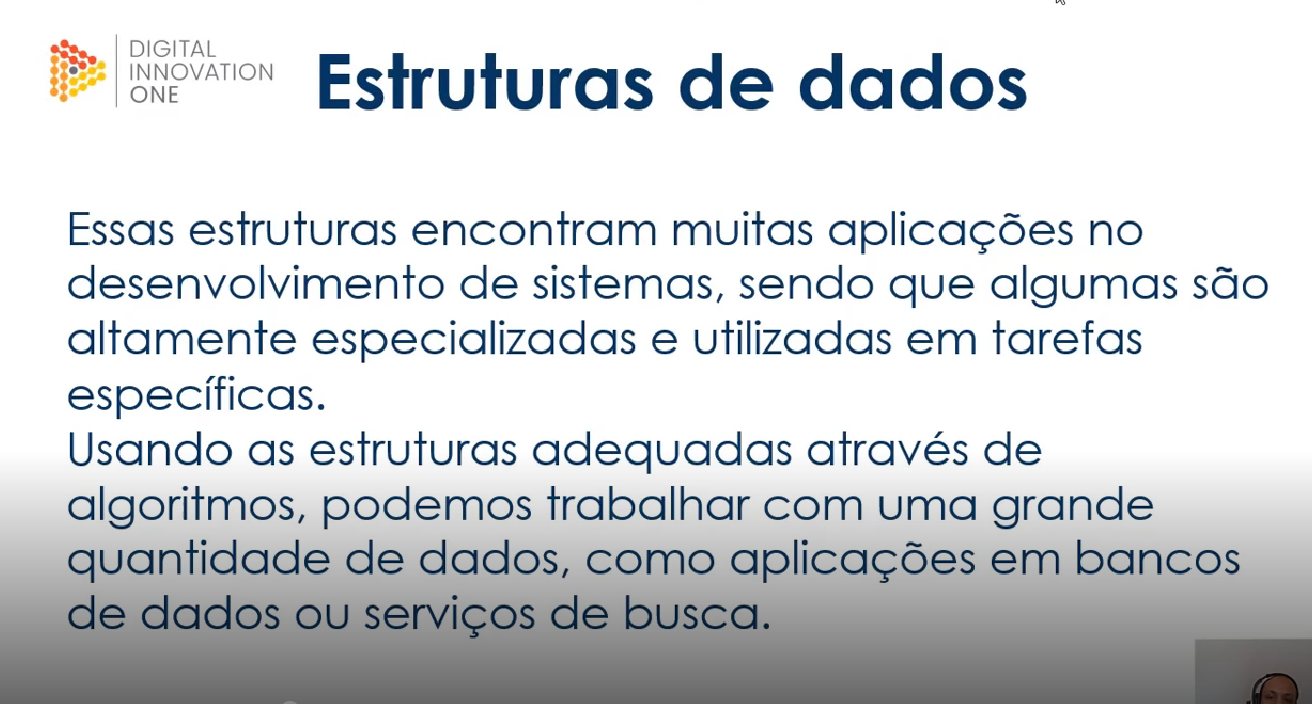 DIGITAL
INNOVATION
ONE
Estruturas de dados
Essas estruturas encontram muitas aplicações no
desenvolvimento de sistemas, sendo que algumas são
altamente especializadas e utilizadas em tarefas
específicas.
Usando as estruturas adequadas através de
algoritmos, podemos trabalhar com uma grande
quantidade de dados, como aplicações em bancos
de dados ou serviços de busca.